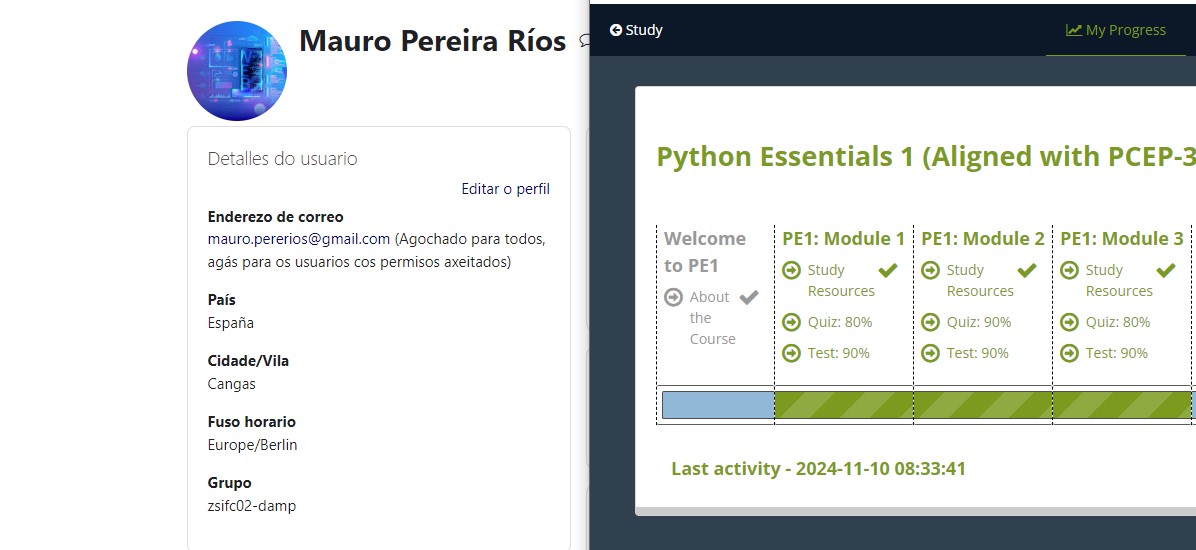 Mauro Pereira Ríos
Detalles do usuario
Editar o perfil
Enderezo de correo
mauro.pererios@gmail.com (Agochado para todos,
agás para os usuarios cos permisos axeitados)
País
España
Cidade/Vila
Cangas
Fuso horario
Europe/Berlin
Grupo
zsifc02-damp
Study
My Progress
Python Essentials 1 (Aligned with PCEP-3
Welcome
to PE1
About
the
Course
PE1: Module 1
Study
Resources
Quiz: 80%
Test: 90%
PE1: Module 2
Study
Resources
Quiz: 90%
Test: 90%
PE1: Module 3
Study
Resources
Quiz: 80%
Test: 90%
Last activity - 2024-11-10 08:33:41